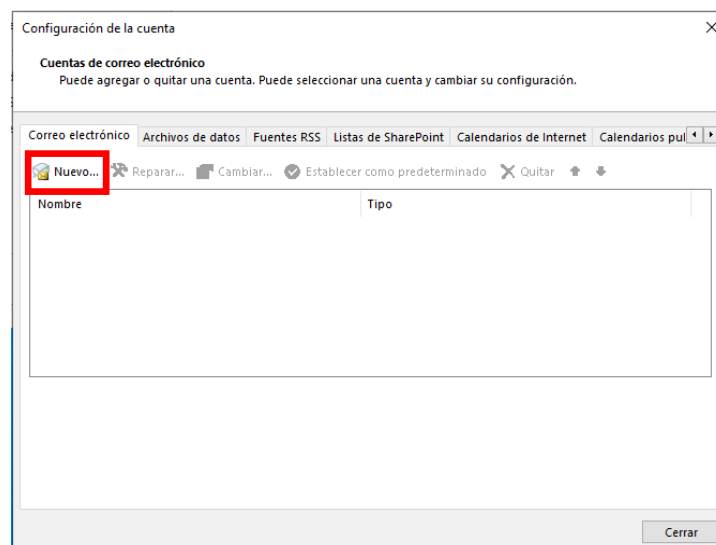 Configuración de la cuenta
Cuentas de correo electrónico
Puede agregar o quitar una cuenta. Puede seleccionar una cuenta y cambiar su configuración.
Correo electrónico Archivos de datos Fuentes RSS Listas de SharePoint Calendarios de Internet Calendarios pul
Nuevo... Reparar... Cambiar... Establecer como predeterminado Quitar
Nombre Tipo
Cerrar